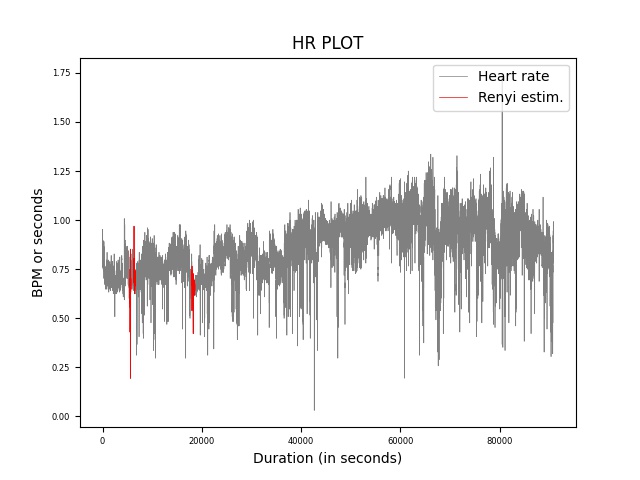 HR PLOT
Heart rate
Renyi estim.
BPM or seconds
1.75
1.50
1.25
1.00
0.75
0.50
0.25
0.00
0 20000 40000 60000 80000
Duration (in seconds)